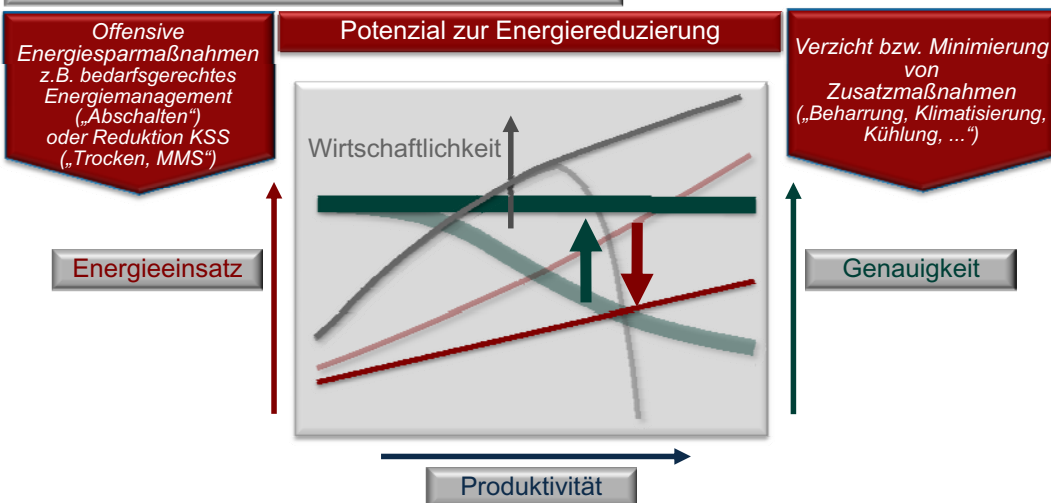 Offensive
Energiesparmaßnahmen
z.B. bedarfsgerechtes
Energiemanagement
(„Abschalten“)
oder Reduktion KSS
(„Trocken, MMS“)
Potenzial zur Energiereduzierung
Verzicht bzw. Minimierung
von
Zusatzmaßnahmen
(„Beharrung, Klimatisierung,
Kühlung, ...“)
Wirtschaftlichkeit
Energieeinsatz
Genauigkeit
Produktivität